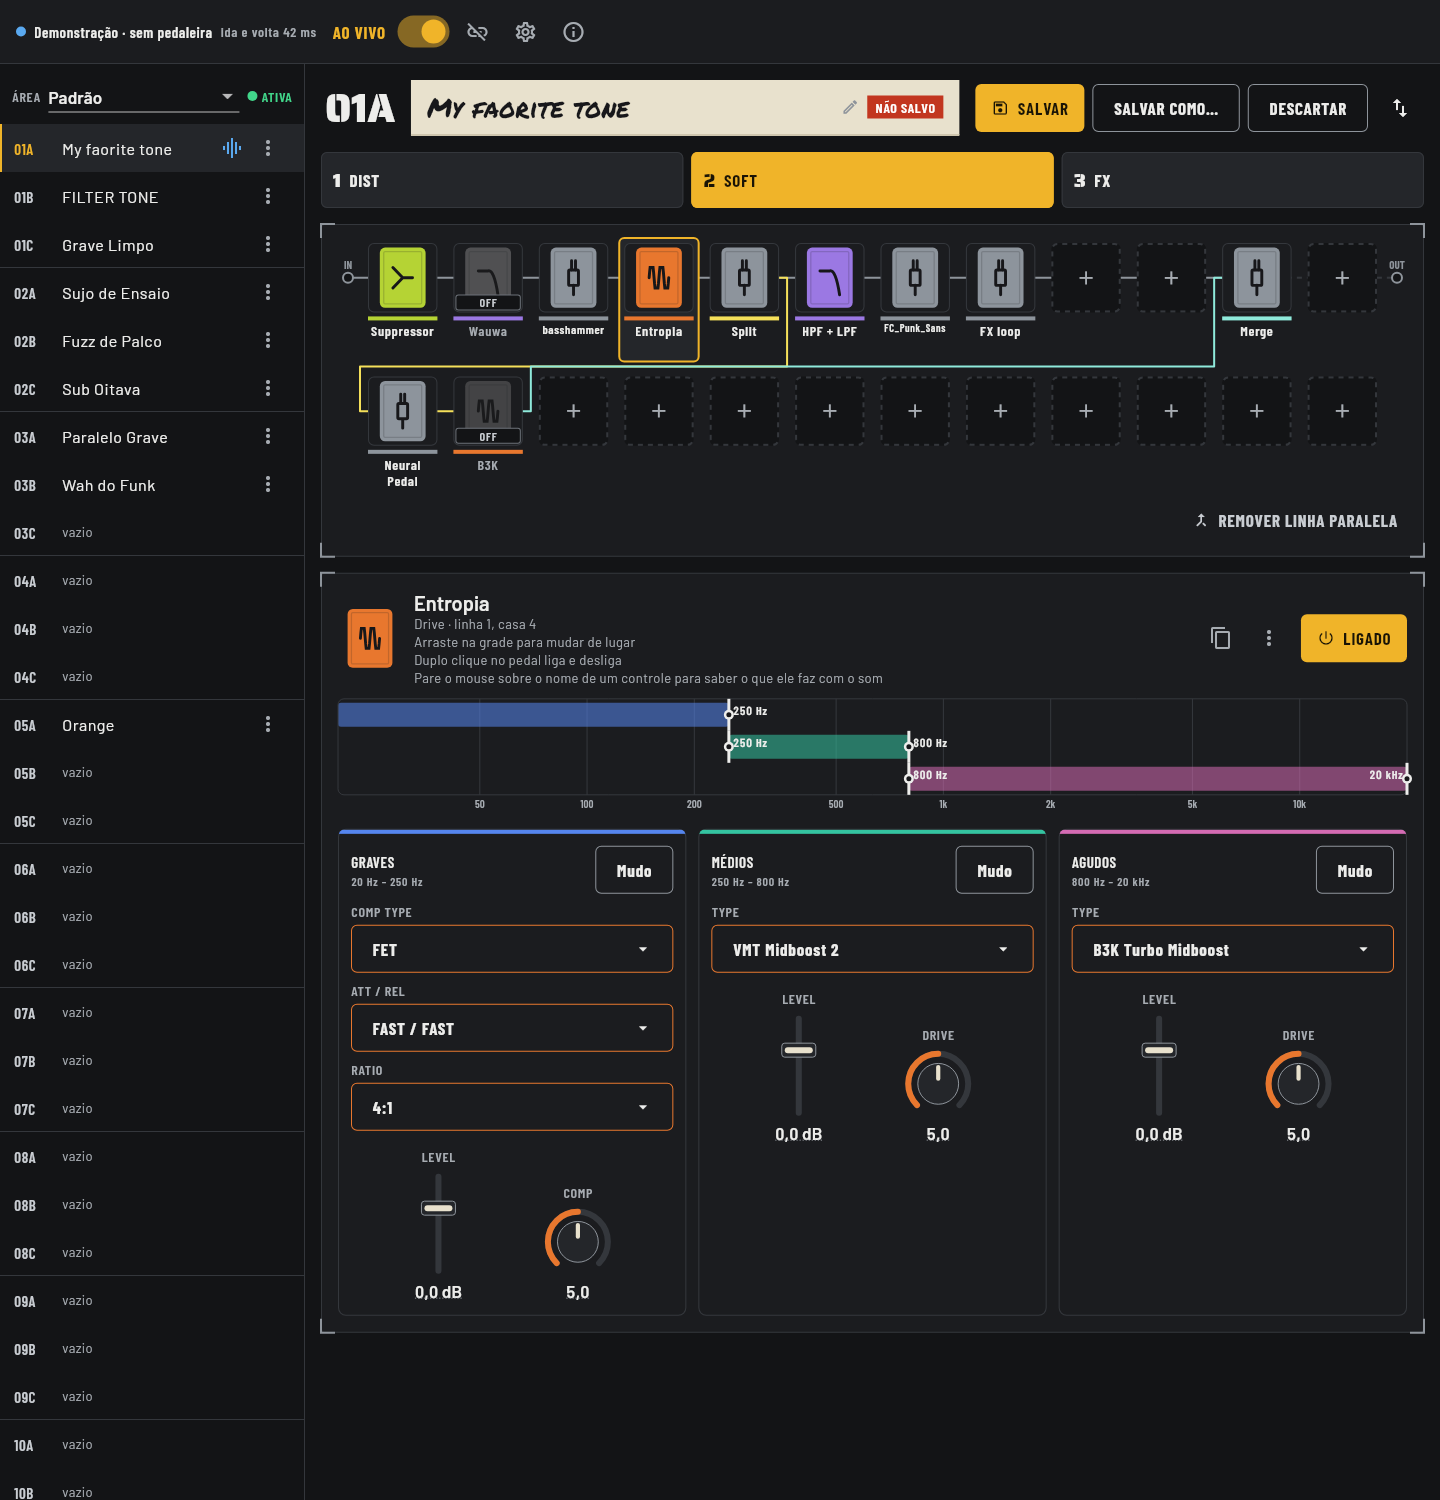 Demonstração · sem pedaleira Ida e volta 42 ms AO VIVO
ÁREA Padrão ATIVA
01A My faorite tone
01B FILTER TONE
01C Grave Limpo
02A Sujo de Ensaio
02B Fuzz de Palco
02C Sub Oitava
03A Paralelo Grave
03B Wah do Funk
03C vazio
04A vazio
04B vazio
04C vazio
05A Orange
05B vazio
05C vazio
06A vazio
06B vazio
06C vazio
07A vazio
07B vazio
07C vazio
08A vazio
08B vazio
08C vazio
09A vazio
09B vazio
09C vazio
10A vazio
10B vazio
01A My faorite tone NÃO SALVO SALVAR SALVAR COMO... DESCARTAR
1 DIST 2 SOFT 3 FX
IN OUT
OFF
Suppressor Wauwa basshammer Entropia Split HPF + LPF FC_Punk_Sans FX loop + + Merge +
OFF + + + + + + + + + +
Neural Pedal B3K
REMOVER LINHA PARALELA
Entropia
Drive · linha 1, casa 4
Arraste na grade para mudar de lugar
Duplo clique no pedal liga e desliga
Pare o mouse sobre o nome de um controle para saber o que ele faz com o som
LIGADO
250 Hz
250 Hz 800 Hz
800 Hz 20 kHz
50 100 200 500 1k 2k 5k 10k
GRAVES
20 Hz – 250 Hz
Mudo
COMP TYPE
FET
ATT / REL
FAST / FAST
RATIO
4:1
LEVEL COMP
0,0 dB 5,0
MÉDIOS
250 Hz – 800 Hz
Mudo
TYPE
VMT Midboost 2
LEVEL DRIVE
0,0 dB 5,0
AGUDOS
800 Hz – 20 kHz
Mudo
TYPE
B3K Turbo Midboost
LEVEL DRIVE
0,0 dB 5,0